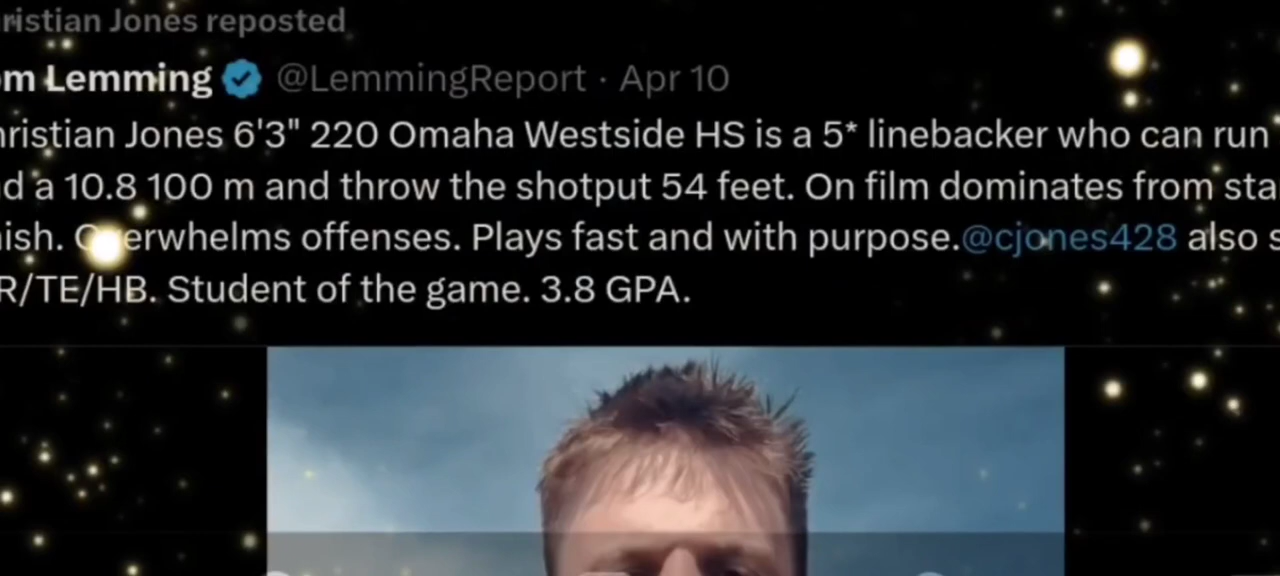 ristian Jones reposted
om Lemming @LemmingReport · Apr 10
hristian Jones 6'3" 220 Omaha Westside HS is a 5* linebacker who can run
d a 10.8 100 m and throw the shotput 54 feet. On film dominates from sta
ish. Overwhelms offenses. Plays fast and with purpose.@cjones428 also s
R/TE/HB. Student of the game. 3.8 GPA.